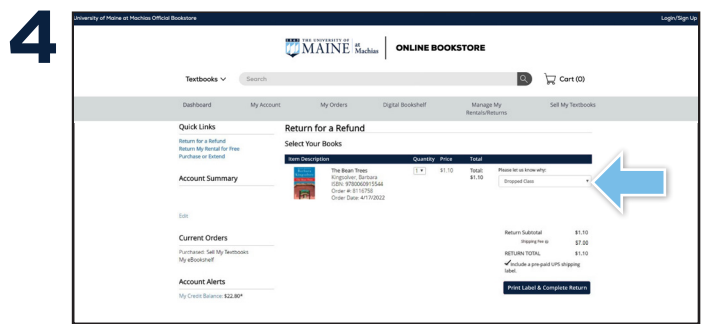 4
University of Maine at Machias Official Bookstore
Login/Sign Up
THE UNIVERSITY OF
MAINE at Machias
ONLINE BOOKSTORE
Textbooks
Search
Cart (0)
Dashboard
My Account
My Orders
Digital Bookshelf
Manage My
Rentals/Returns
Sell My Textbooks
Quick Links
Return for a Refund
Return My Rental for Free
Purchase or Extend
Account Summary
Edit
Current Orders
Purchased: Sell My Textbooks
My eBookshelf
Account Alerts
My Credit Balance: $22.80*
Return for a Refund
Select Your Books
Item Description Quantity Price Total
The Bean Trees
Kingsolver, Barbara
ISBN: 9780060915544
Order #: 8116758
Order Date: 4/17/2022
1
$1.10
Total:
$1.10
Please let us know why:
Dropped Class
Return Subtotal $1.10
Shipping Fee $7.00
RETURN TOTAL $1.10
Include a pre-paid UPS shipping
label.
Print Label & Complete Return